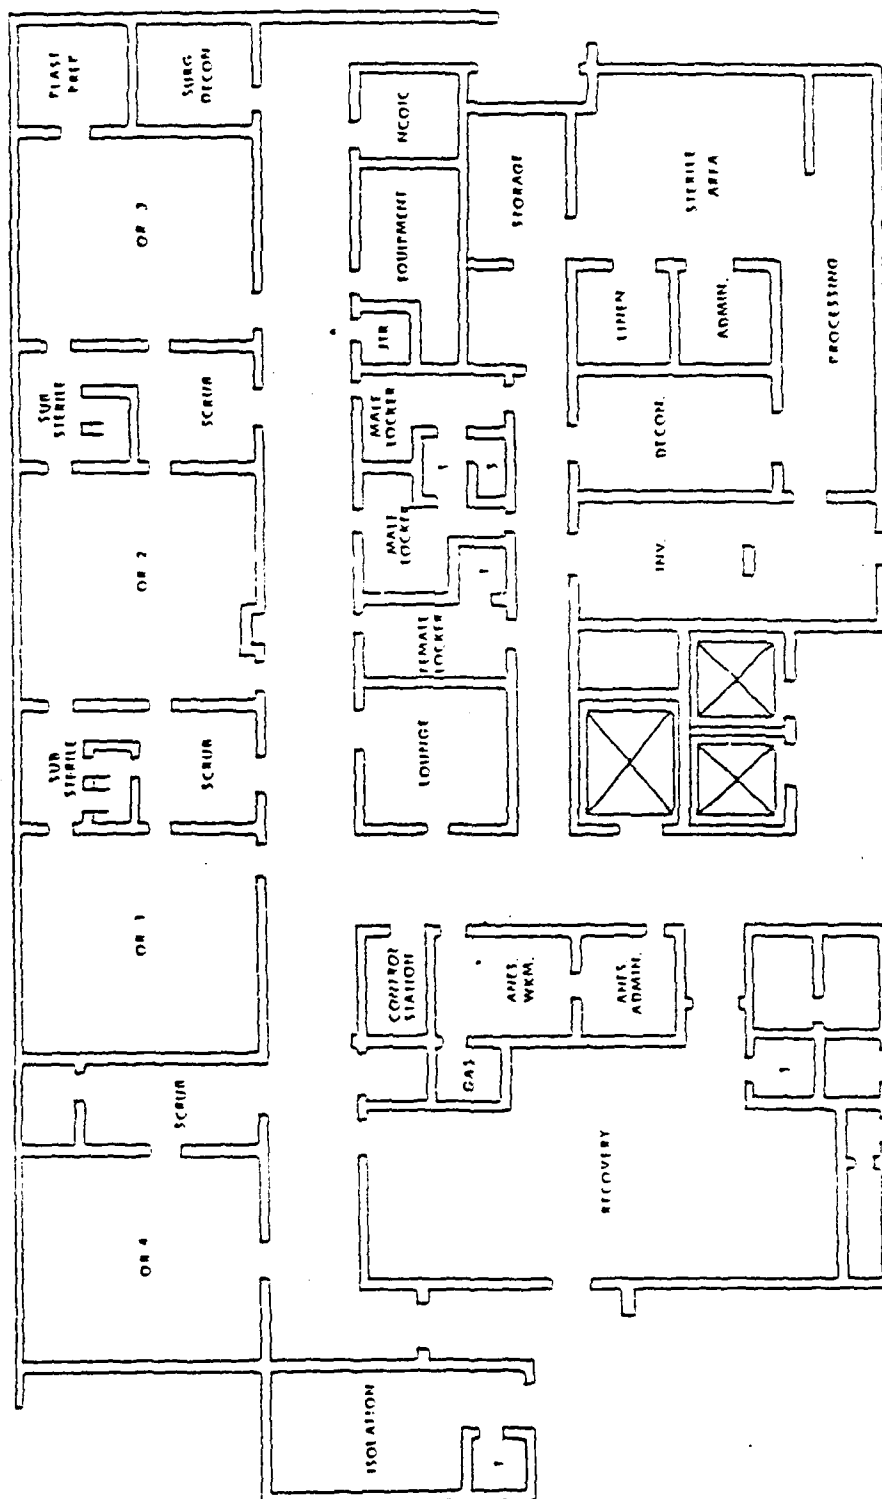 ISOLATION
T
OR 4
SCRUB
OR 1
SUB
STERILE
SCRUB
OR 2
SUB
STERILE
SCRUB
OR 3
PLAST
PREP
SURG
DECON
RECOVERY
GAS
CONTROL
STATION
ANES.
WKM.
ANES
ADMIN.
T
LOUNGE
FEMALE
LOCKER
T
MALE
LOCKER
MALE
LOCKER
T
S
JTR
EQUIPMENT
NCOIC
STORAGE
INV.
DECON.
LINEN
ADMIN.
STERILE
AREA
PROCESSING